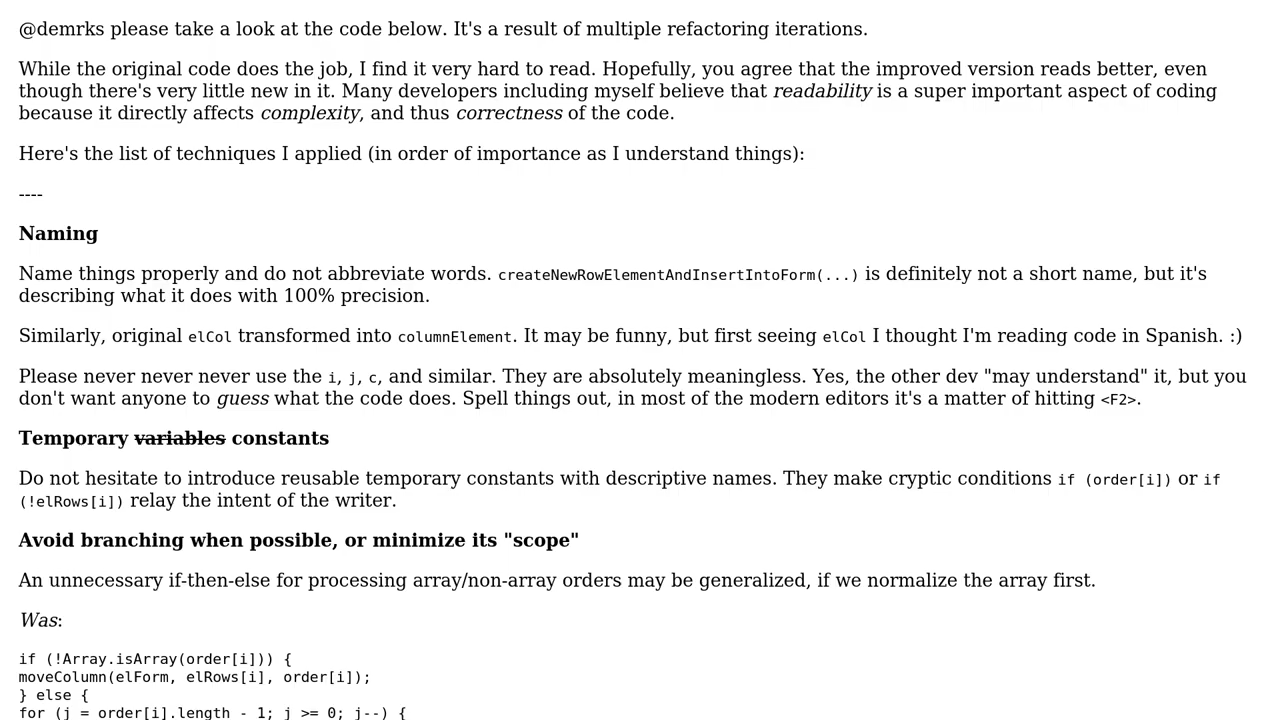 @demrks please take a look at the code below. It's a result of multiple refactoring iterations.
While the original code does the job, I find it very hard to read. Hopefully, you agree that the improved version reads better, even
though there's very little new in it. Many developers including myself believe that readability is a super important aspect of coding
because it directly affects complexity, and thus correctness of the code.
Here's the list of techniques I applied (in order of importance as I understand things):
----
Naming
Name things properly and do not abbreviate words. createNewRowElementAndInsertIntoForm(...) is definitely not a short name, but it's
describing what it does with 100% precision.
Similarly, original elCol transformed into columnElement. It may be funny, but first seeing elCol I thought I'm reading code in Spanish. :)
Please never never never use the i, j, c, and similar. They are absolutely meaningless. Yes, the other dev "may understand" it, but you
don't want anyone to guess what the code does. Spell things out, in most of the modern editors it's a matter of hitting <F2>.
Temporary variables constants
Do not hesitate to introduce reusable temporary constants with descriptive names. They make cryptic conditions if (order[i]) or if
(!elRows[i]) relay the intent of the writer.
Avoid branching when possible, or minimize its "scope"
An unnecessary if-then-else for processing array/non-array orders may be generalized, if we normalize the array first.
Was:
if (!Array.isArray(order[i])) {
moveColumn(elForm, elRows[i], order[i]);
} else {
for (j = order[i].length - 1; j >= 0; j--) {